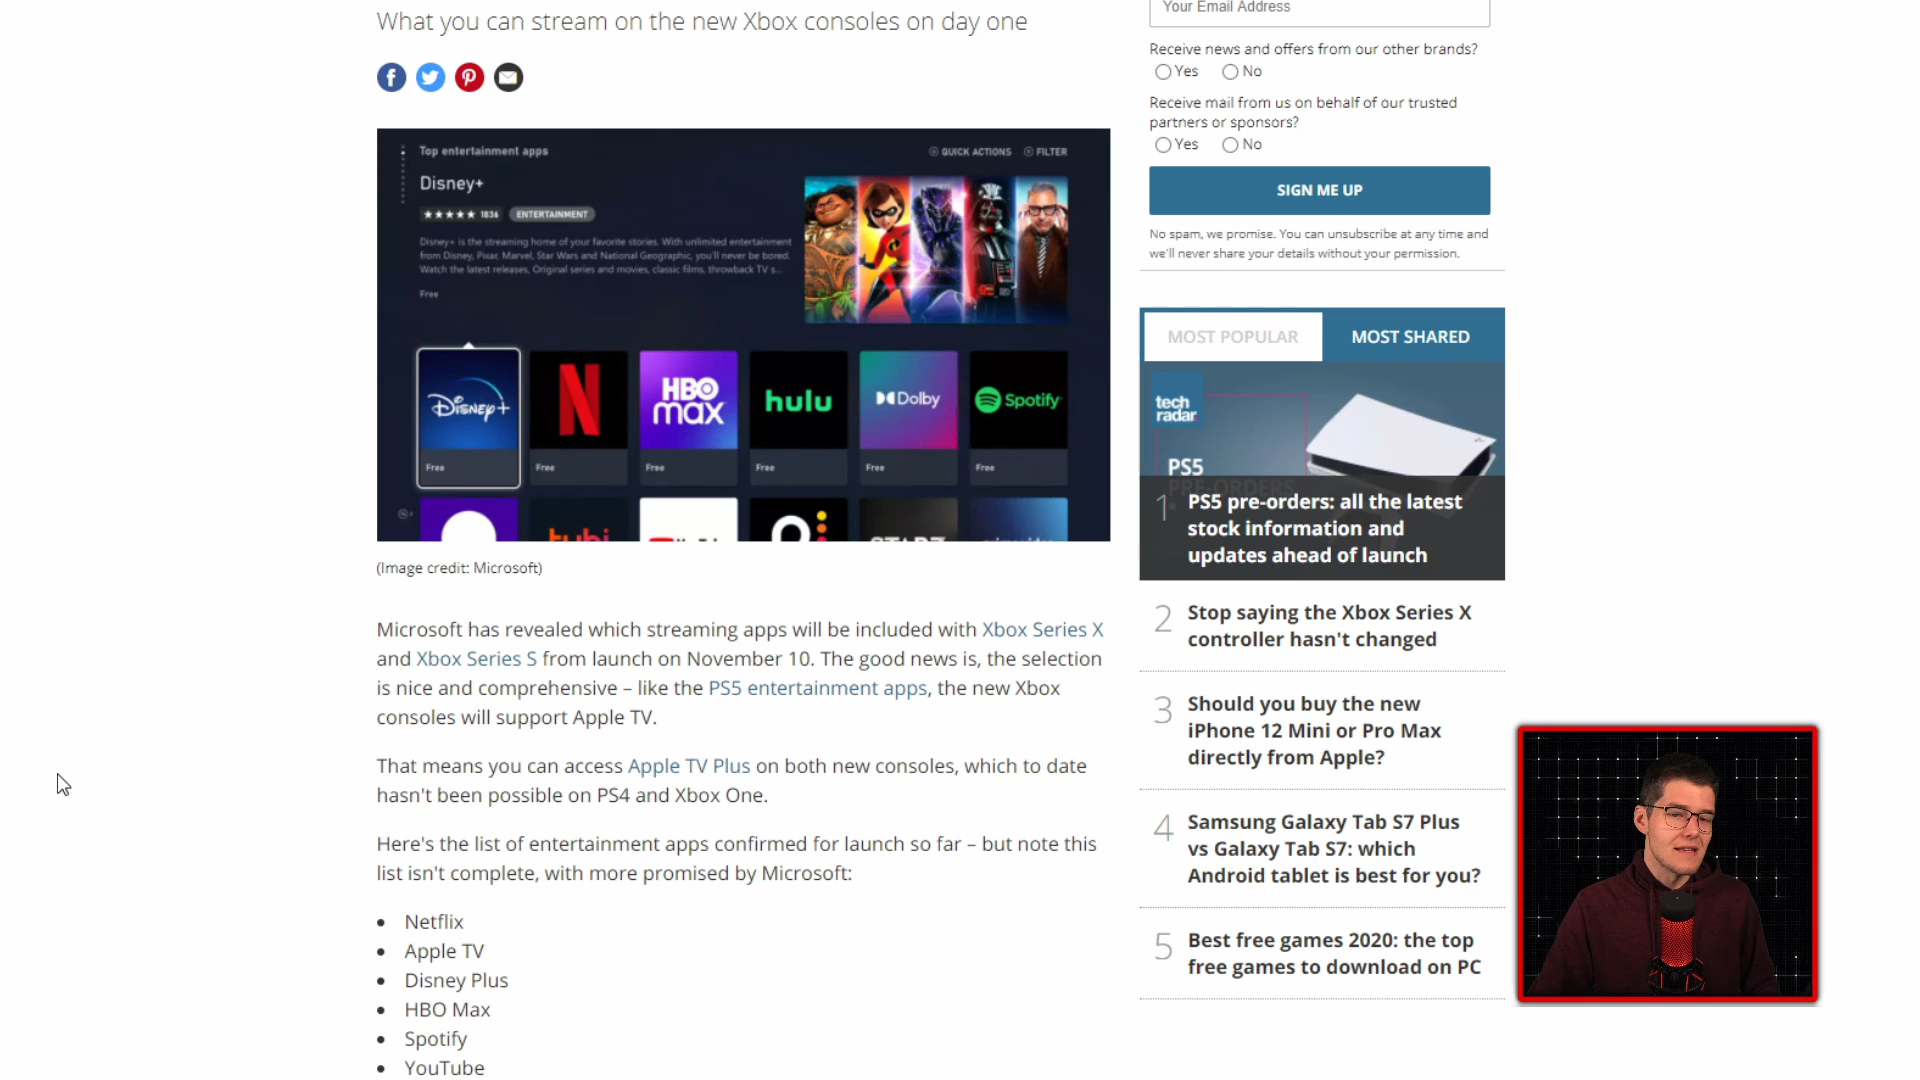 What you can stream on the new Xbox consoles on day one
Top entertainment apps
QUICK ACTIONS
FILTER
Disney+
★★★★★ 1836
ENTERTAINMENT
Disney+ is the streaming home of your favorite stories. With unlimited entertainment
from Disney, Pixar, Marvel, Star Wars and National Geographic, you'll never be bored.
Watch the latest releases, Original series and movies, classic films, throwback TV s...
Free
Disney+
N
HBO
max
hulu
Dolby
Spotify
Free
Free
Free
Free
Free
Free
tubi
STARZ
(Image credit: Microsoft)
Microsoft has revealed which streaming apps will be included with Xbox Series X
and Xbox Series S from launch on November 10. The good news is, the selection
is nice and comprehensive – like the PS5 entertainment apps, the new Xbox
consoles will support Apple TV.
That means you can access Apple TV Plus on both new consoles, which to date
hasn't been possible on PS4 and Xbox One.
Here's the list of entertainment apps confirmed for launch so far – but note this
list isn't complete, with more promised by Microsoft:
• Netflix
• Apple TV
• Disney Plus
• HBO Max
• Spotify
• YouTube
Your Email Address
Receive news and offers from our other brands?
Yes
No
Receive mail from us on behalf of our trusted
partners or sponsors?
Yes
No
SIGN ME UP
No spam, we promise. You can unsubscribe at any time and
we'll never share your details without your permission.
MOST POPULAR
MOST SHARED
tech
radar
PS5
PRE-ORDERS
1
PS5 pre-orders: all the latest
stock information and
updates ahead of launch
2
Stop saying the Xbox Series X
controller hasn't changed
3
Should you buy the new
iPhone 12 Mini or Pro Max
directly from Apple?
4
Samsung Galaxy Tab S7 Plus
vs Galaxy Tab S7: which
Android tablet is best for you?
5
Best free games 2020: the top
free games to download on PC